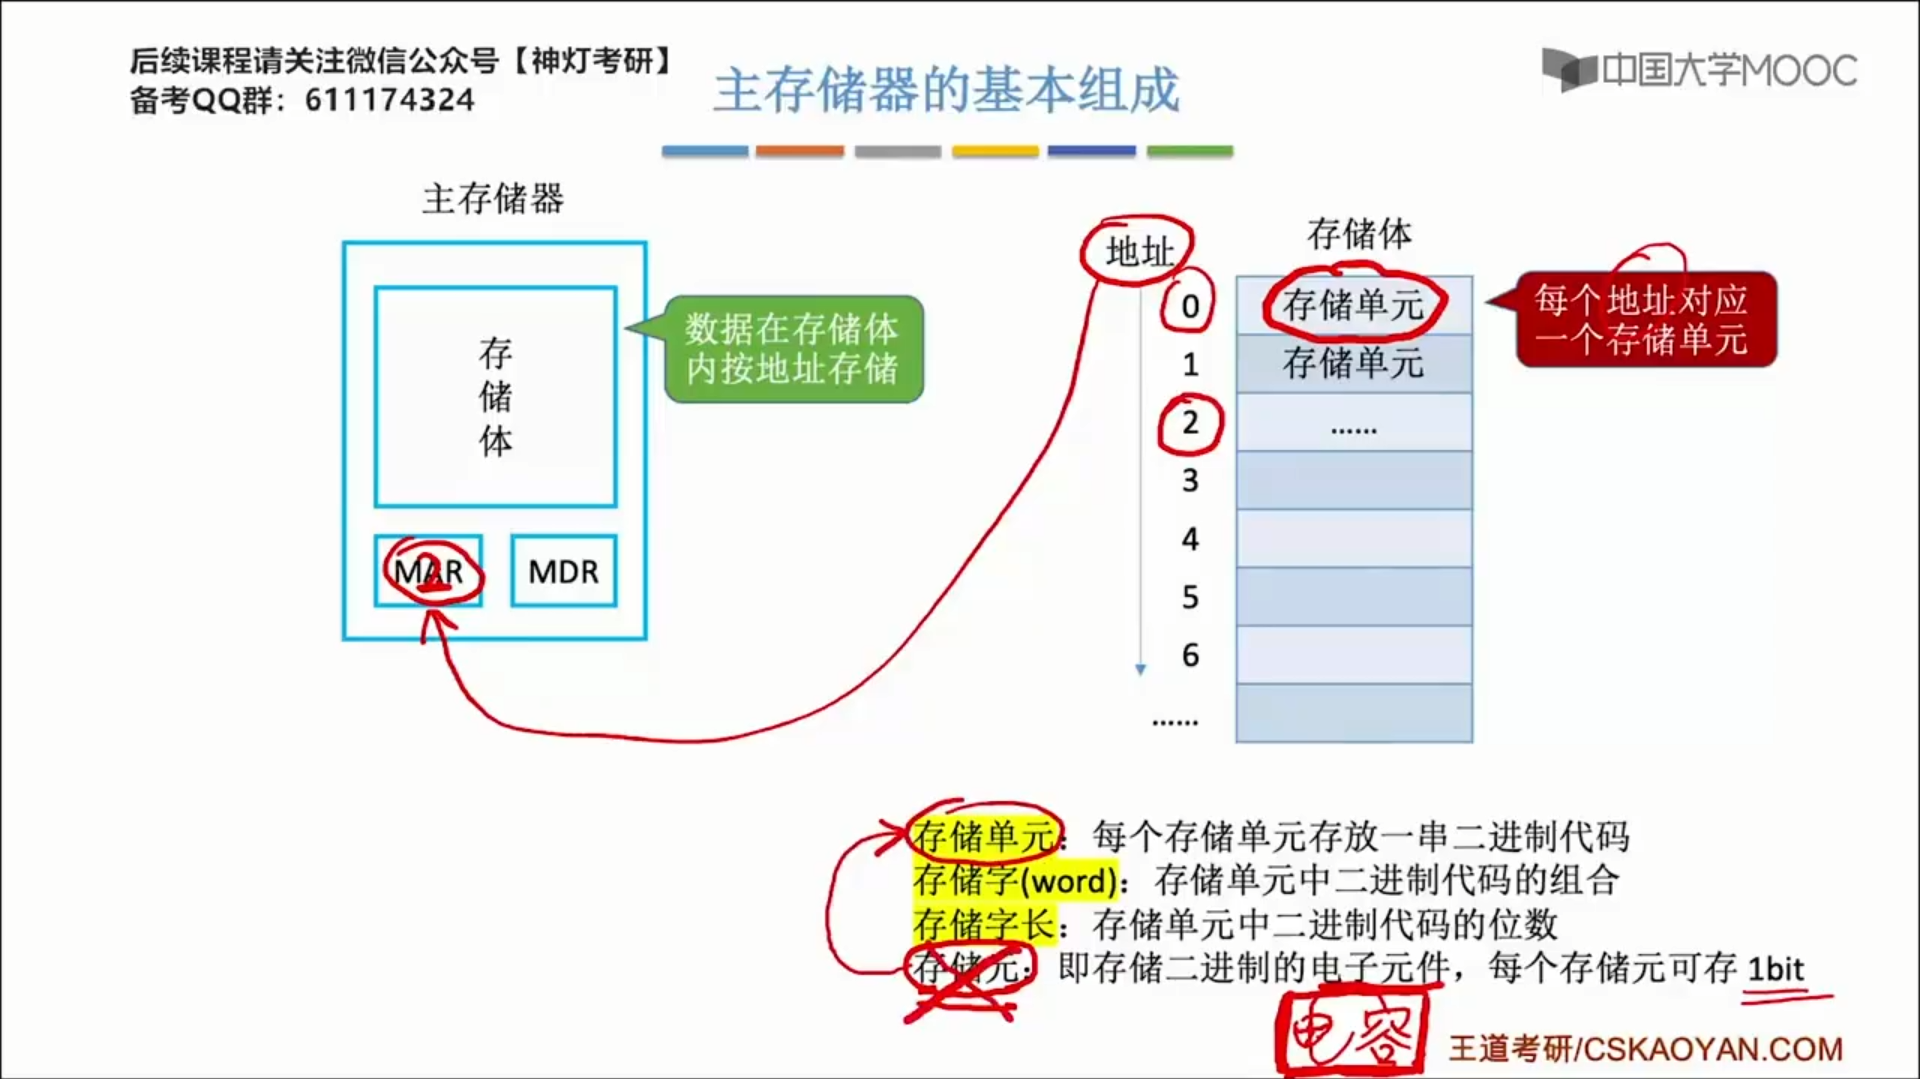 后续课程请关注微信公众号【神灯考研】
备考QQ群：611174324
主存储器的基本组成
中国大学MOOC
主存储器
存
储
体
MAR
2
MDR
数据在存储体
内按地址存储
地址
存储体
0
存储单元
1
存储单元
2
……
3
4
5
6
……
每个地址对应
一个存储单元
存储单元：每个存储单元存放一串二进制代码
存储字(word)：存储单元中二进制代码的组合
存储字长：存储单元中二进制代码的位数
存储元：即存储二进制的电子元件，每个存储元可存 1bit
电容
王道考研/CSKAOYAN.COM